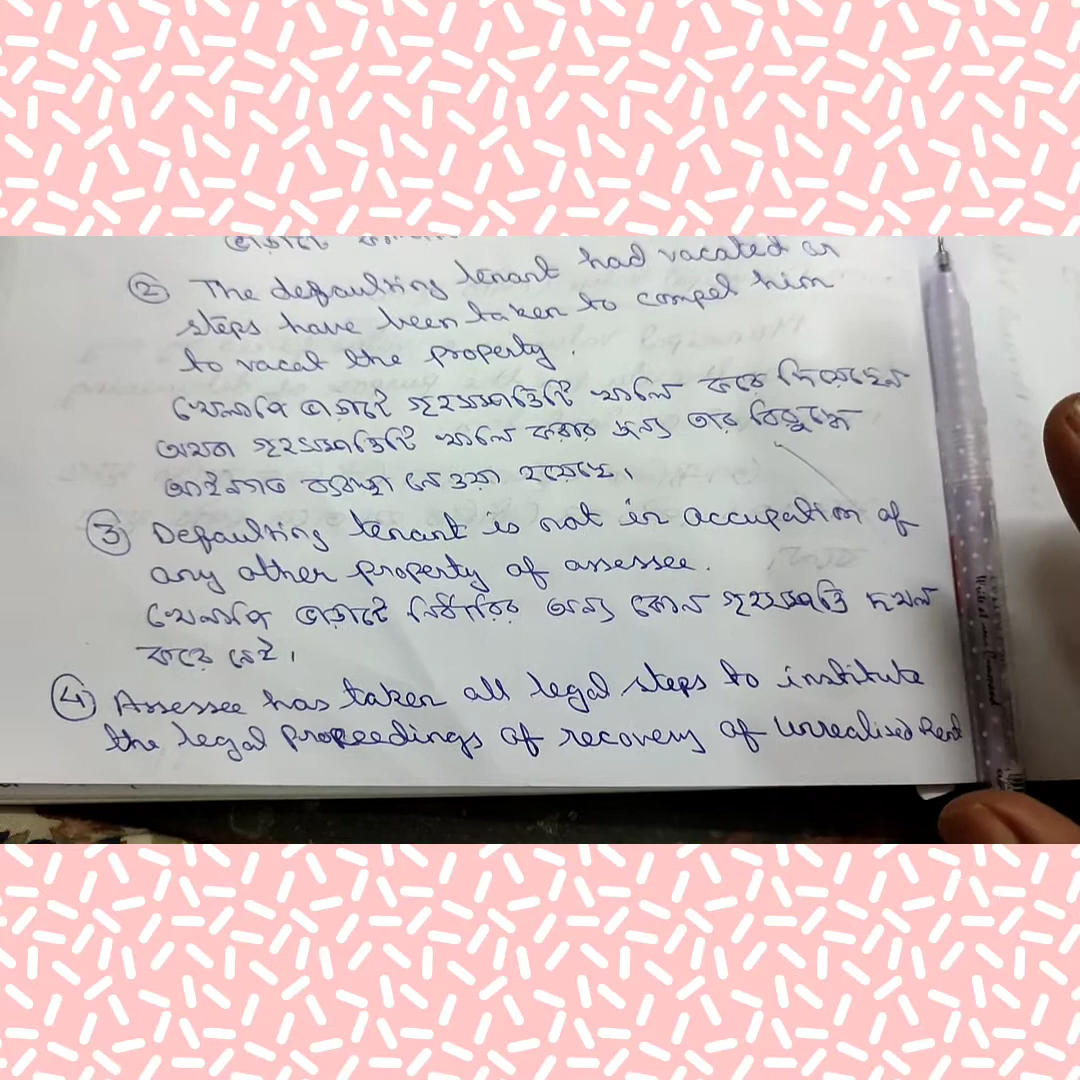 ② The defaulting tenant had vacated or
steps have been taken to compel him
to vacat the property.
খেলাপি ভাড়াটে গৃহসম্পত্তিটি খালি করে দিয়েছেন
অথবা গৃহসম্পত্তিটি খালি করার জন্য তার বিরুদ্ধে
আইনগত ব্যবস্থা নেওয়া হয়েছে।
③ Defaulting tenant is not in occupation of
any other property of assessee.
খেলাপি ভাড়াটে নির্ধারির অন্য কোন গৃহসম্পত্তি দখল
করে নেই।
④ Assessee has taken all legal steps to institute
the legal proceedings of recovery of unrealised Rent